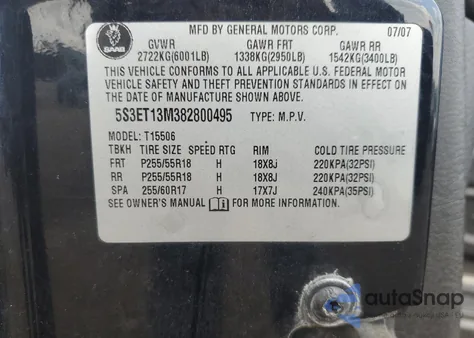 MFD BY GENERAL MOTORS CORP. 07/07
SAAB
GVWR GAWR FRT GAWR RR
2722KG(6001LB) 1338KG(2950LB) 1542KG(3400LB)
THIS VEHICLE CONFORMS TO ALL APPLICABLE U.S. FEDERAL MOTOR
VEHICLE SAFETY AND THEFT PREVENTION STANDARDS IN EFFECT ON
THE DATE OF MANUFACTURE SHOWN ABOVE.
5S3ET13M382800495 TYPE: M.P.V.
MODEL: T15506
TBKH TIRE SIZE SPEED RTG RIM COLD TIRE PRESSURE
FRT P255/55R18 H 18X8J 220KPA(32PSI)
RR P255/55R18 H 18X8J 220KPA(32PSI)
SPA 255/60R17 H 17X7J 240KPA(35PSI)
SEE OWNER'S MANUAL FOR MORE INFORMATION
autoSnap